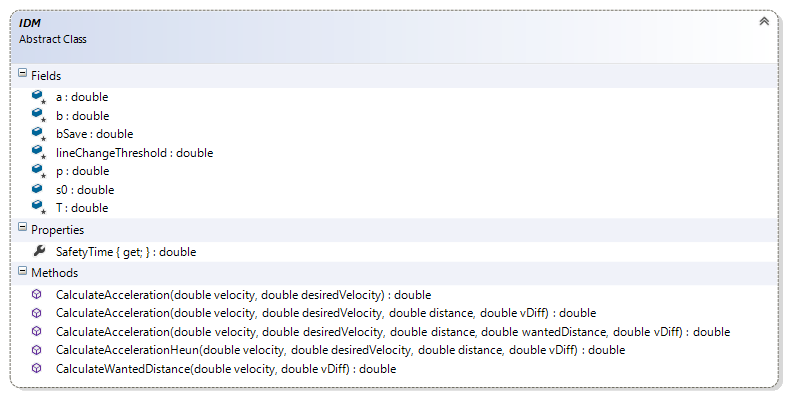 IDM
Abstract Class
Fields
a : double
b : double
bSave : double
lineChangeThreshold : double
p : double
s0 : double
T : double
Properties
SafetyTime { get; } : double
Methods
CalculateAcceleration(double velocity, double desiredVelocity) : double
CalculateAcceleration(double velocity, double desiredVelocity, double distance, double vDiff) : double
CalculateAcceleration(double velocity, double desiredVelocity, double distance, double wantedDistance, double vDiff) : double
CalculateAccelerationHeun(double velocity, double desiredVelocity, double distance, double vDiff) : double
CalculateWantedDistance(double velocity, double vDiff) : double